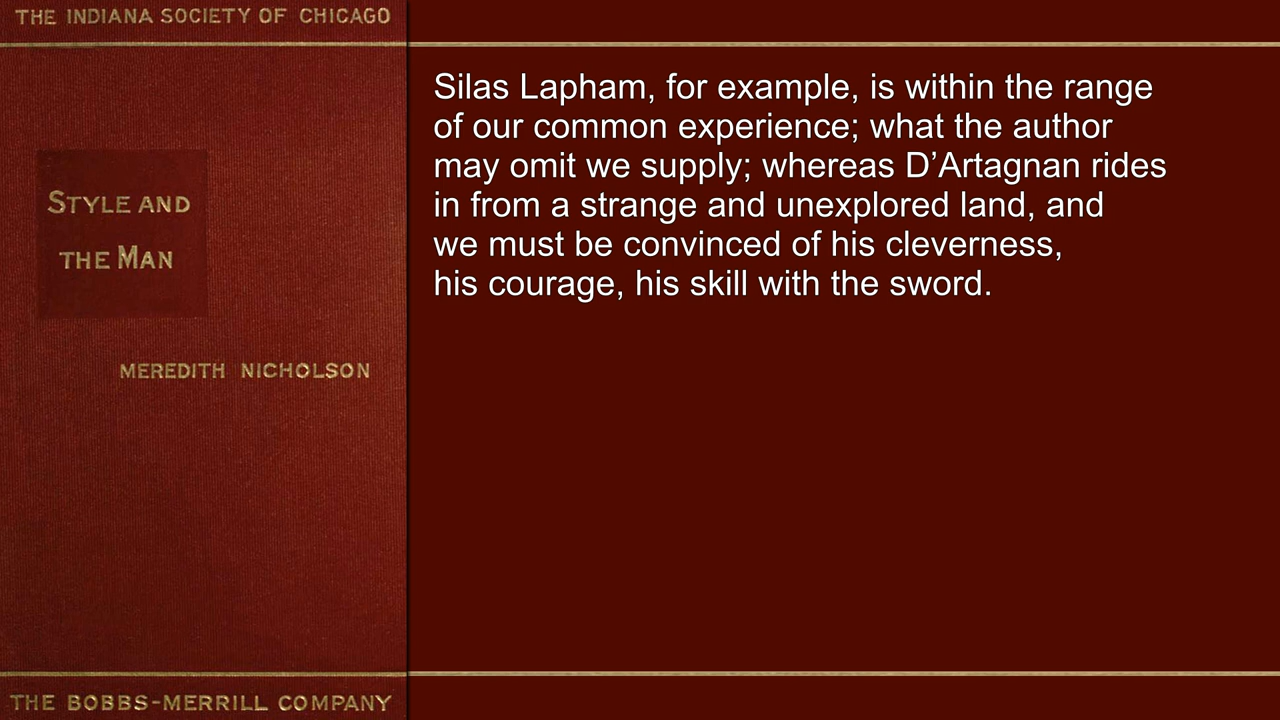 THE INDIANA SOCIETY OF CHICAGO
STYLE AND
THE MAN
MEREDITH NICHOLSON
THE BOBBS-MERRILL COMPANY
Silas Lapham, for example, is within the range
of our common experience; what the author
may omit we supply; whereas D’Artagnan rides
in from a strange and unexplored land, and
we must be convinced of his cleverness,
his courage, his skill with the sword.